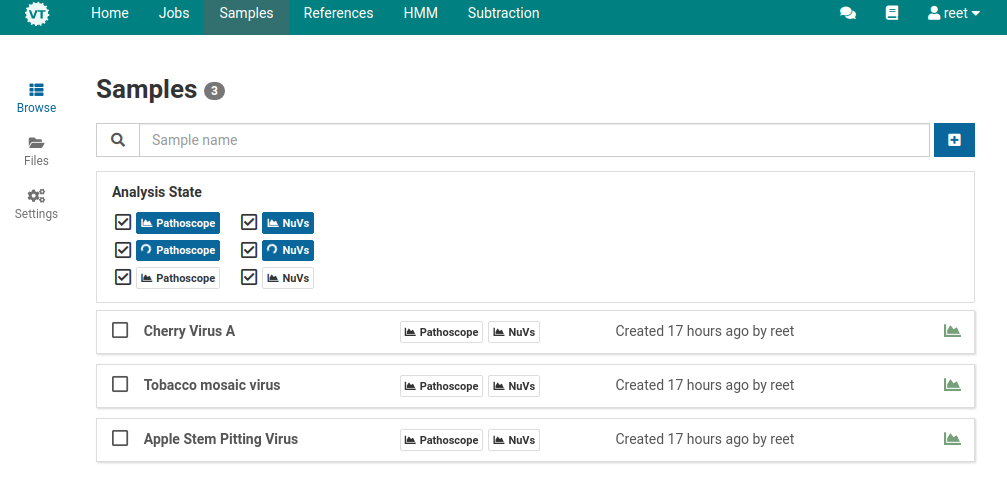 VT Home Jobs Samples References HMM Subtraction reet
Samples 3
Browse
Sample name
Files
Analysis State
Settings
Pathoscope NuVs
Pathoscope NuVs
Pathoscope NuVs
Cherry Virus A Pathoscope NuVs Created 17 hours ago by reet
Tobacco mosaic virus Pathoscope NuVs Created 17 hours ago by reet
Apple Stem Pitting Virus Pathoscope NuVs Created 17 hours ago by reet